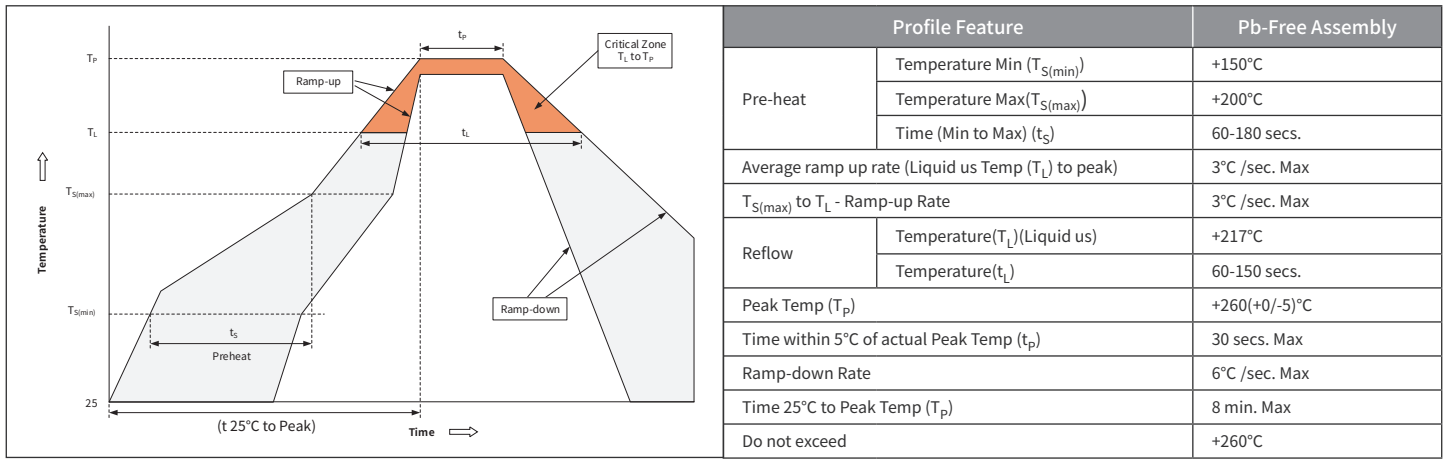 tP
Critical Zone
TL to TP
TP
Ramp-up
TL
tL
TS(max)
Temperature
TS(min)
tS
Preheat
Ramp-down
25
(t 25°C to Peak)
Time
Profile Feature Pb-Free Assembly
Pre-heat
Temperature Min (TS(min)) +150°C
Temperature Max(TS(max)) +200°C
Time (Min to Max) (tS) 60-180 secs.
Average ramp up rate (Liquid us Temp (TL) to peak) 3°C /sec. Max
TS(max) to TL - Ramp-up Rate 3°C /sec. Max
Reflow
Temperature(TL)(Liquid us) +217°C
Temperature(tL) 60-150 secs.
Peak Temp (TP) +260(+0/-5)°C
Time within 5°C of actual Peak Temp (tP) 30 secs. Max
Ramp-down Rate 6°C /sec. Max
Time 25°C to Peak Temp (TP) 8 min. Max
Do not exceed +260°C